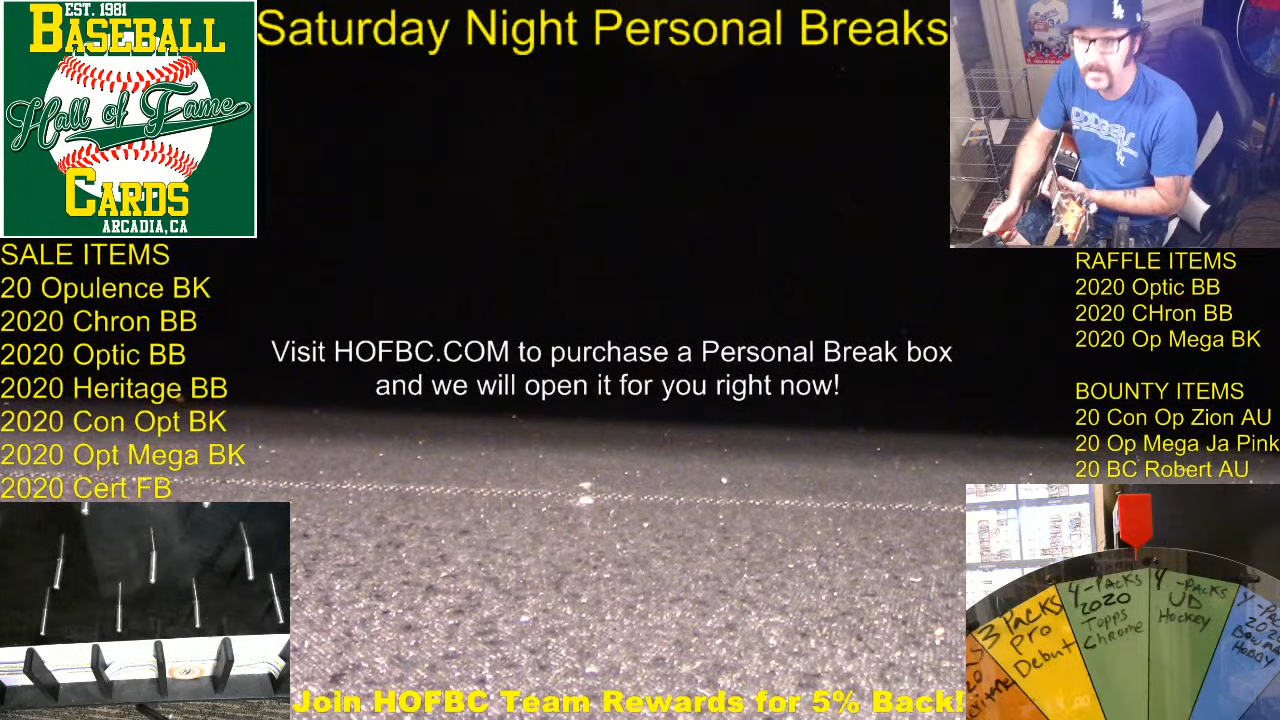 EST. 1981
BASEBALL
Hall of Fame
CARDS
ARCADIA, CA
Saturday Night Personal Breaks
DODGERS
LA
SALE ITEMS
20 Opulence BK
2020 Chron BB
2020 Optic BB
2020 Heritage BB
2020 Con Opt BK
2020 Opt Mega BK
2020 Cert FB
Visit HOFBC.COM to purchase a Personal Break box
and we will open it for you right now!
RAFFLE ITEMS
2020 Optic BB
2020 CHron BB
2020 Op Mega BK
BOUNTY ITEMS
20 Con Op Zion AU
20 Op Mega Ja Pink
20 BC Robert AU
3 Packs
Pro
Debut
4-Packs
2020
Topps
Chrome
4-Packs
UD
Hockey
Hobby
Join HOFBC Team Rewards for 5% Back!